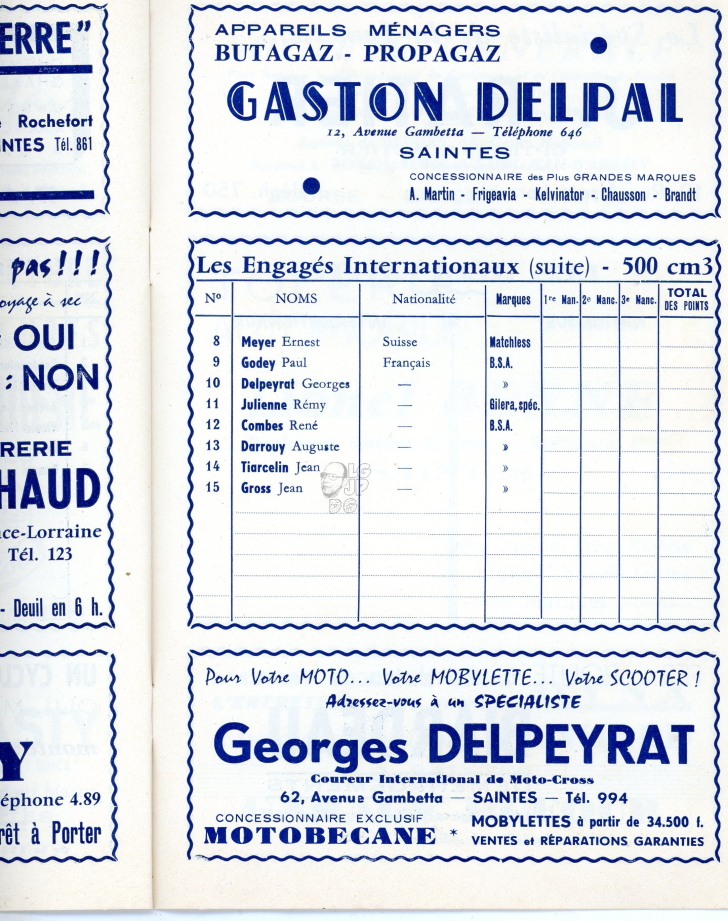 ERRE"
Rochefort
INTES Tél. 861
pas!!!
oyage à sec
OUI
: NON
RERIE
HAUD
ce-Lorraine
Tél. 123
- Deuil en 6 h.
Y
éphone 4.89
rêt à Porter
APPAREILS MÉNAGERS
BUTAGAZ - PROPAGAZ
GASTON DELPAL
12, Avenue Gambetta — Téléphone 646
SAINTES
CONCESSIONNAIRE des Plus GRANDES MARQUES
A. Martin - Frigeavia - Kelvinator - Chausson - Brandt
Les Engagés Internationaux (suite) - 500 cm3
No NOMS Nationalité Marques 1re Man. 2e Manc. 3e Manc. TOTAL DES POINTS
8 Meyer Ernest Suisse Matchless
9 Godey Paul Français B.S.A.
10 Delpeyrat Georges — »
11 Julienne Rémy — Gilera, spéc.
12 Combes René — B.S.A.
13 Darrouy Auguste — »
14 Tiarcelin Jean — »
15 Gross Jean — »
LG
JP
DG
Pour Votre MOTO... Votre MOBYLETTE... Votre SCOOTER !
Adressez-vous à un SPECIALISTE
Georges DELPEYRAT
Coureur International de Moto-Cross
62, Avenue Gambetta — SAINTES — Tél. 994
CONCESSIONNAIRE EXCLUSIF
MOTOBECANE *
MOBYLETTES à partir de 34.500 f.
VENTES et RÉPARATIONS GARANTIES